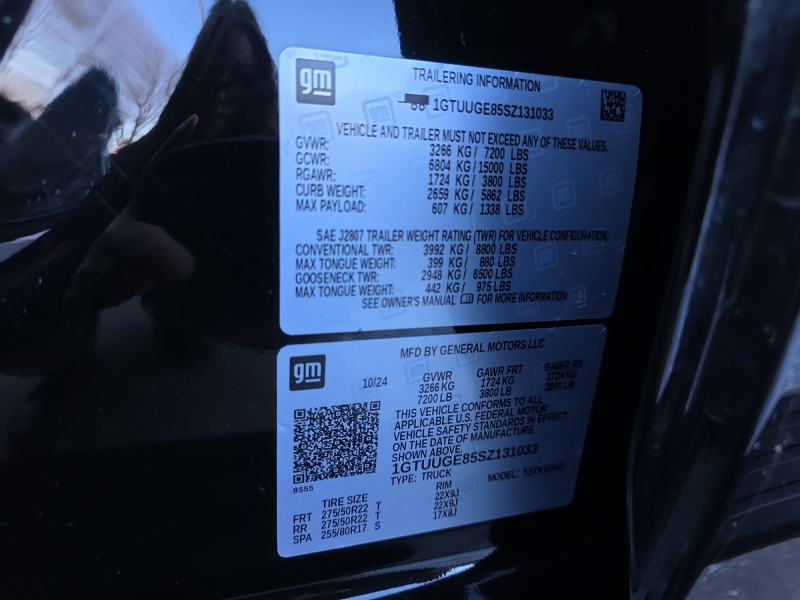 gm
TRAILERING INFORMATION
1GTUUGE85SZ131033
VEHICLE AND TRAILER MUST NOT EXCEED ANY OF THESE VALUES.
GVWR: 3266 KG / 7200 LBS
GCWR: 6804 KG / 15000 LBS
RGAWR: 1724 KG / 3800 LBS
CURB WEIGHT: 2659 KG / 5862 LBS
MAX PAYLOAD: 607 KG / 1338 LBS
SAE J2807 TRAILER WEIGHT RATING (TWR) FOR VEHICLE CONFIGURATION.
CONVENTIONAL TWR: 3992 KG / 8800 LBS
MAX TONGUE WEIGHT: 399 KG / 880 LBS
GOOSENECK TWR: 2948 KG / 6500 LBS
MAX TONGUE WEIGHT: 442 KG / 975 LBS
SEE OWNER'S MANUAL gm FOR MORE INFORMATION
gm
MFD BY GENERAL MOTORS LLC
10/24 GVWR GAWR FRT GAWR RR
3266 KG 1724 KG 1724 KG
7200 LB 3800 LB 3800 LB
THIS VEHICLE CONFORMS TO ALL
APPLICABLE U.S. FEDERAL MOTOR
VEHICLE SAFETY STANDARDS IN EFFECT
ON THE DATE OF MANUFACTURE
SHOWN ABOVE.
1GTUUGE85SZ131033
TYPE: TRUCK MODEL:
8555
TIRE SIZE RIM
FRT 275/50R22 T 22X9J
RR 275/50R22 T 22X9J
SPA 255/80R17 S 17X8J